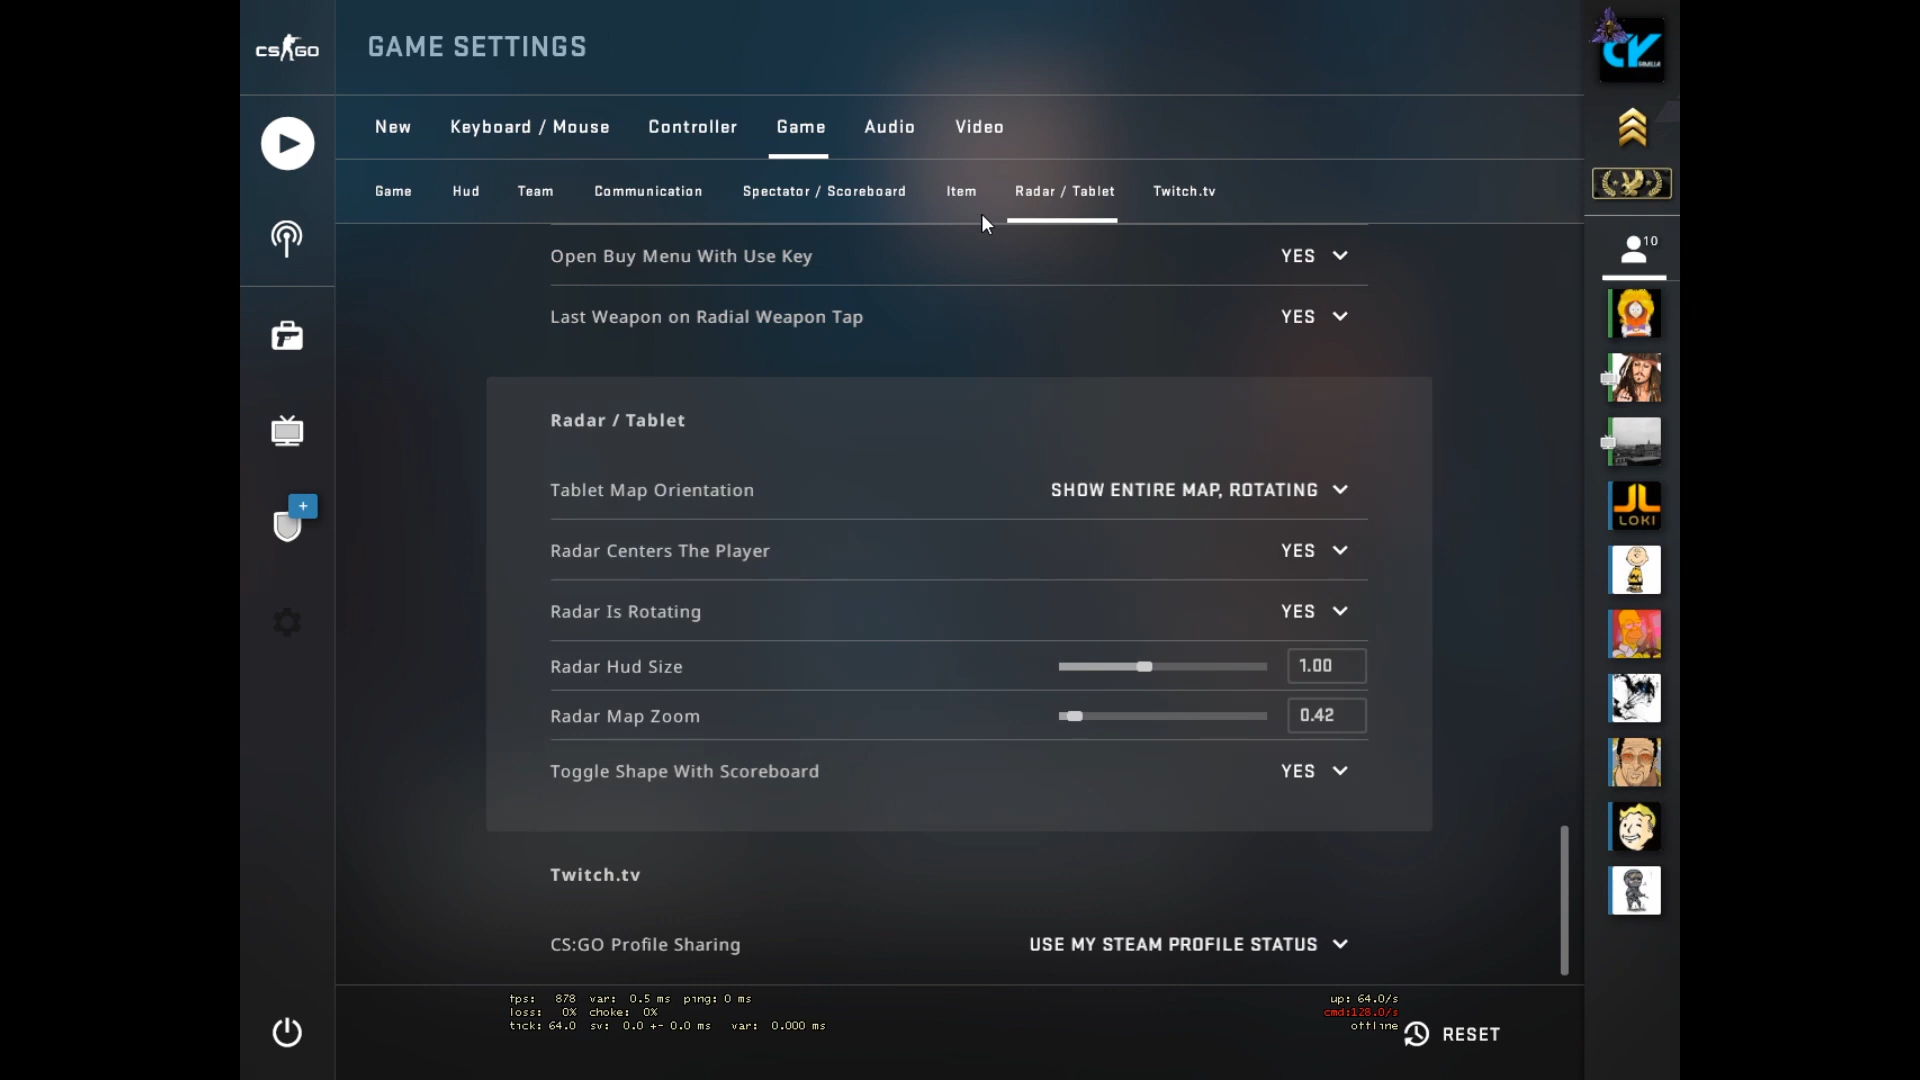 CS GO
GAME SETTINGS
New Keyboard / Mouse Controller Game Audio Video
Game Hud Team Communication Spectator / Scoreboard Item Radar / Tablet Twitch.tv
10
Open Buy Menu With Use Key YES
Last Weapon on Radial Weapon Tap YES
Radar / Tablet
Tablet Map Orientation SHOW ENTIRE MAP, ROTATING
+
LOKI
Radar Centers The Player YES
Radar Is Rotating YES
Radar Hud Size 1.00
Radar Map Zoom 0.42
Toggle Shape With Scoreboard YES
Twitch.tv
CS:GO Profile Sharing USE MY STEAM PROFILE STATUS
fps: 878 var: 0.5 ms ping: 0 ms up: 64.0/s
loss: 0% choke: 0% cmd:128.0/s
tick: 64.0 sv: 0.0 +- 0.0 ms var: 0.000 ms offline
RESET